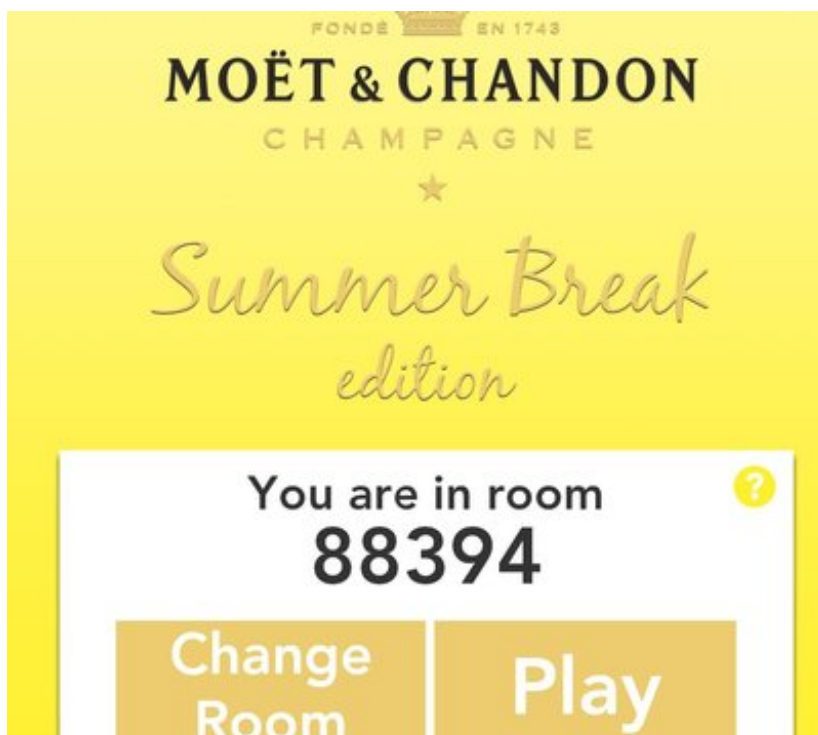 FONDÉ EN 1743
MOËT & CHANDON
CHAMPAGNE
Summer Break
edition
You are in room
?
88394
Change
Room
Play